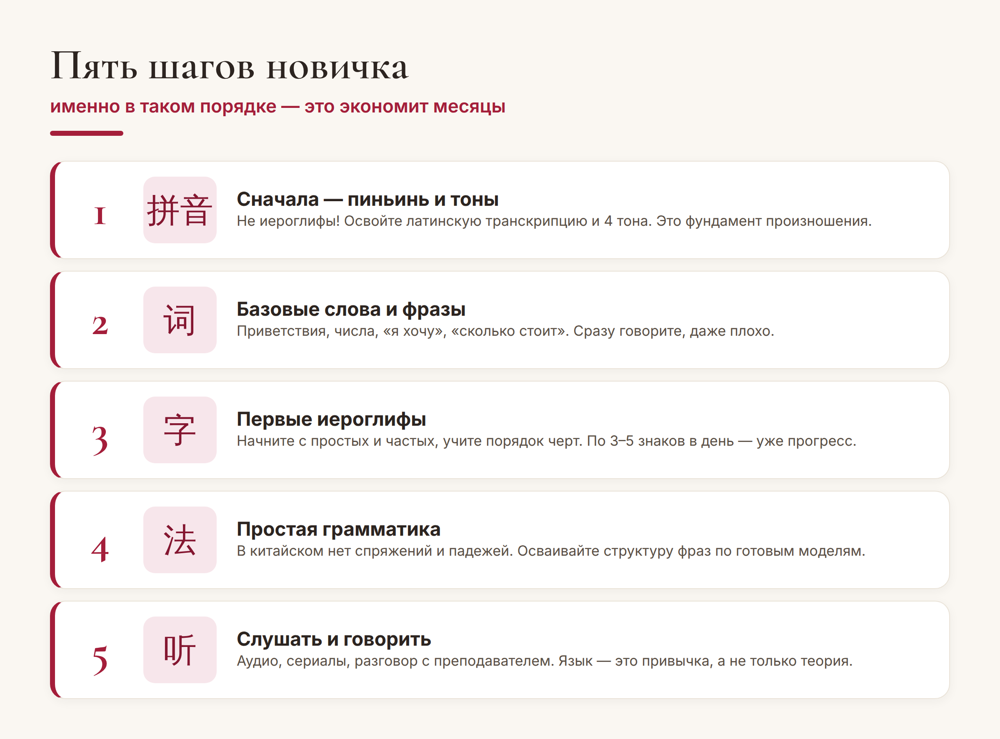 Пять шагов новичка
именно в таком порядке — это экономит месяцы
1
拼音
Сначала — пиньинь и тоны
Не иероглифы! Освойте латинскую транскрипцию и 4 тона. Это фундамент произношения.
2
词
Базовые слова и фразы
Приветствия, числа, «я хочу», «сколько стоит». Сразу говорите, даже плохо.
3
字
Первые иероглифы
Начните с простых и частых, учите порядок черт. По 3–5 знаков в день — уже прогресс.
4
法
Простая грамматика
В китайском нет спряжений и падежей. Осваивайте структуру фраз по готовым моделям.
5
听
Слушать и говорить
Аудио, сериалы, разговор с преподавателем. Язык — это привычка, а не только теория.